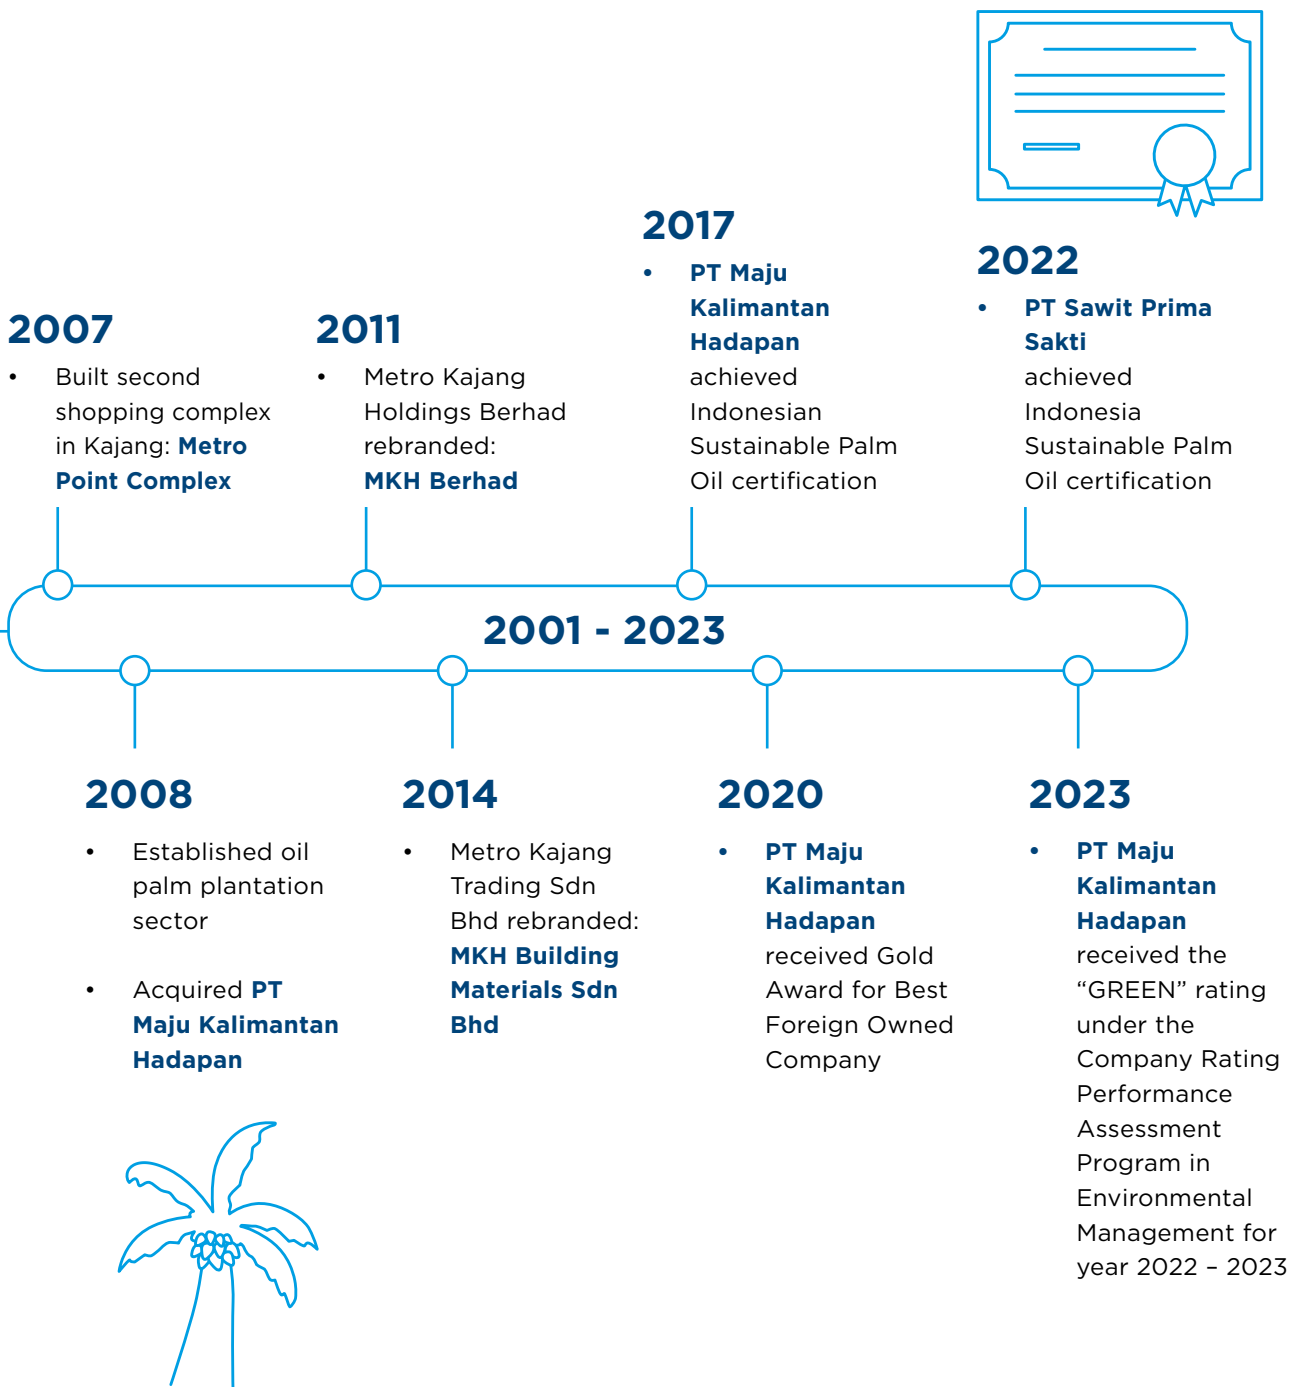 2007
• Built second
shopping complex
in Kajang: Metro
Point Complex
2011
• Metro Kajang
Holdings Berhad
rebranded:
MKH Berhad
2017
• PT Maju
Kalimantan
Hadapan
achieved
Indonesian
Sustainable Palm
Oil certification
2022
• PT Sawit Prima
Sakti
achieved
Indonesia
Sustainable Palm
Oil certification
2001 - 2023
2008
• Established oil
palm plantation
sector
• Acquired PT
Maju Kalimantan
Hadapan
2014
• Metro Kajang
Trading Sdn
Bhd rebranded:
MKH Building
Materials Sdn
Bhd
2020
• PT Maju
Kalimantan
Hadapan
received Gold
Award for Best
Foreign Owned
Company
2023
• PT Maju
Kalimantan
Hadapan
received the
“GREEN” rating
under the
Company Rating
Performance
Assessment
Program in
Environmental
Management for
year 2022 – 2023